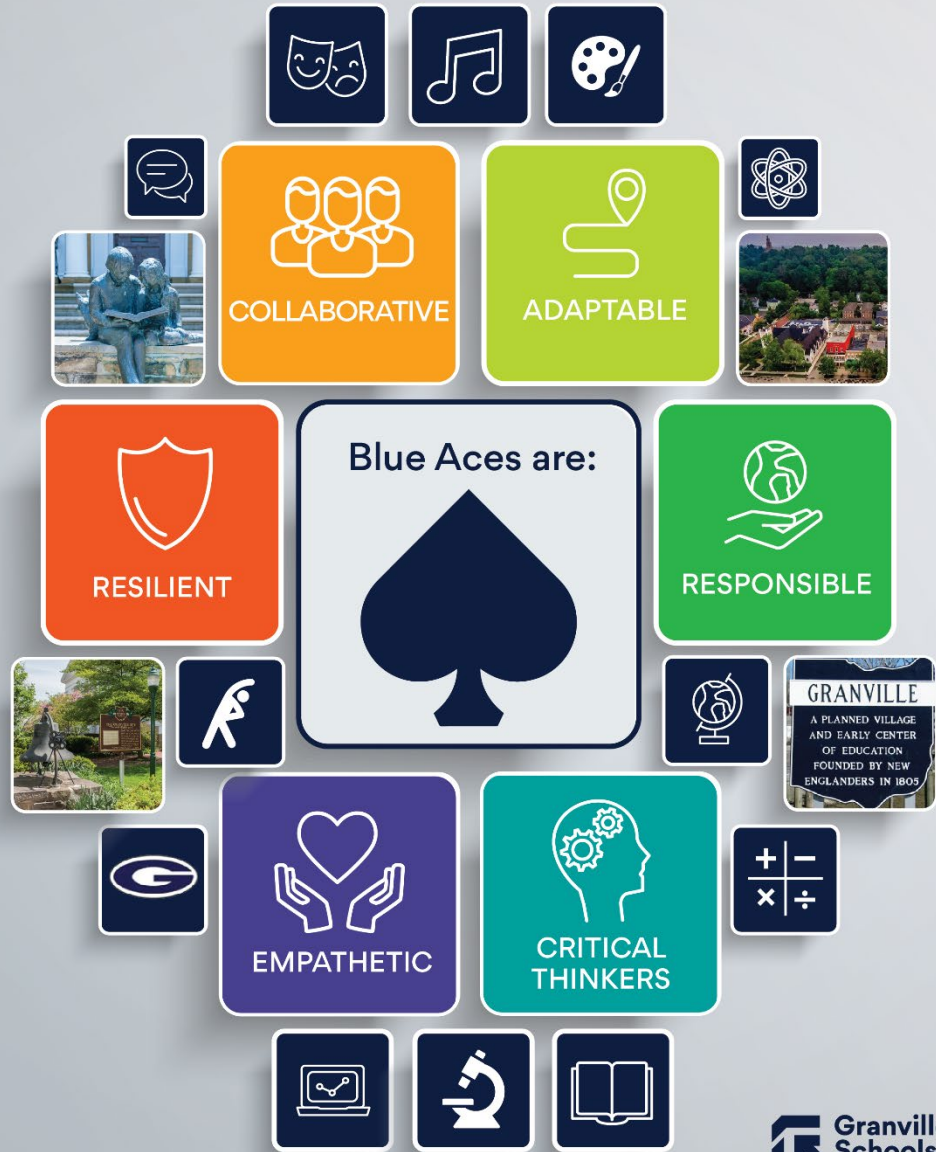 COLLABORATIVE
ADAPTABLE
Blue Aces are:
RESILIENT
RESPONSIBLE
GRANVILLE
A PLANNED VILLAGE
AND EARLY CENTER
OF EDUCATION
FOUNDED BY NEW
ENGLANDERS IN 1805
G
+ −
× ÷
EMPATHETIC
CRITICAL
THINKERS
Granville
Schools